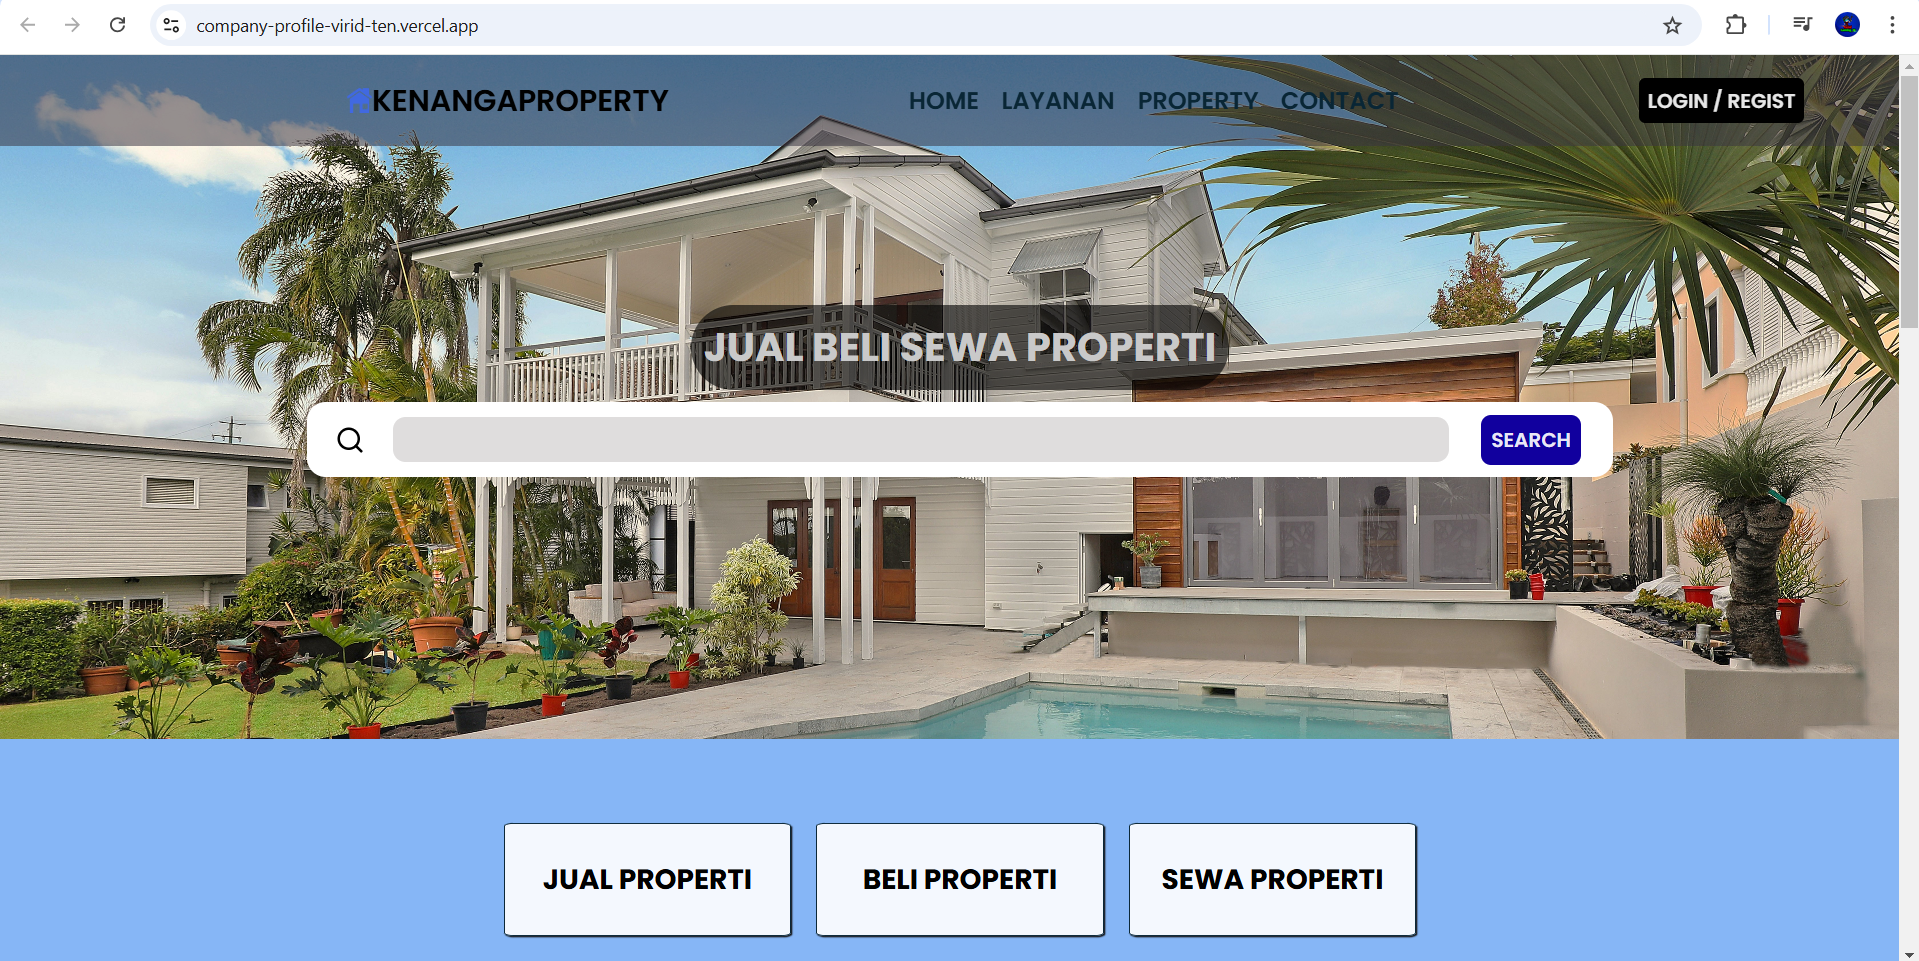 company-profile-virid-ten.vercel.app
KENANGAPROPERTY
HOME LAYANAN PROPERTY CONTACT
LOGIN / REGIST
JUAL BELI SEWA PROPERTI
SEARCH
JUAL PROPERTI
BELI PROPERTI
SEWA PROPERTI